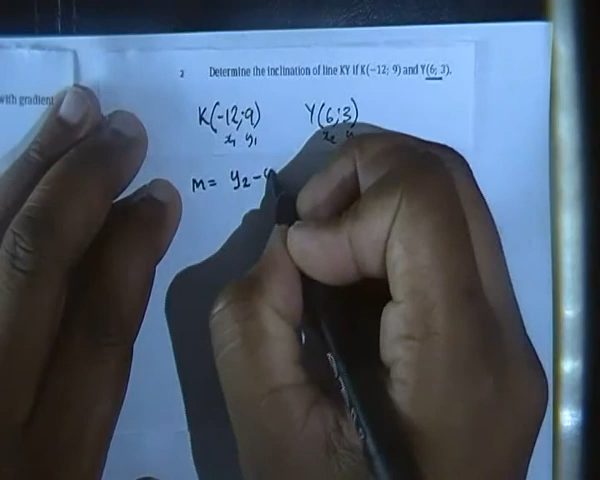 with gradient
2 Determine the inclination of line KY if K(−12; 9) and Y(6; 3).
K(-12;9) Y(6;3)
x₁ y₁ x₂ y
m = y₂ - y